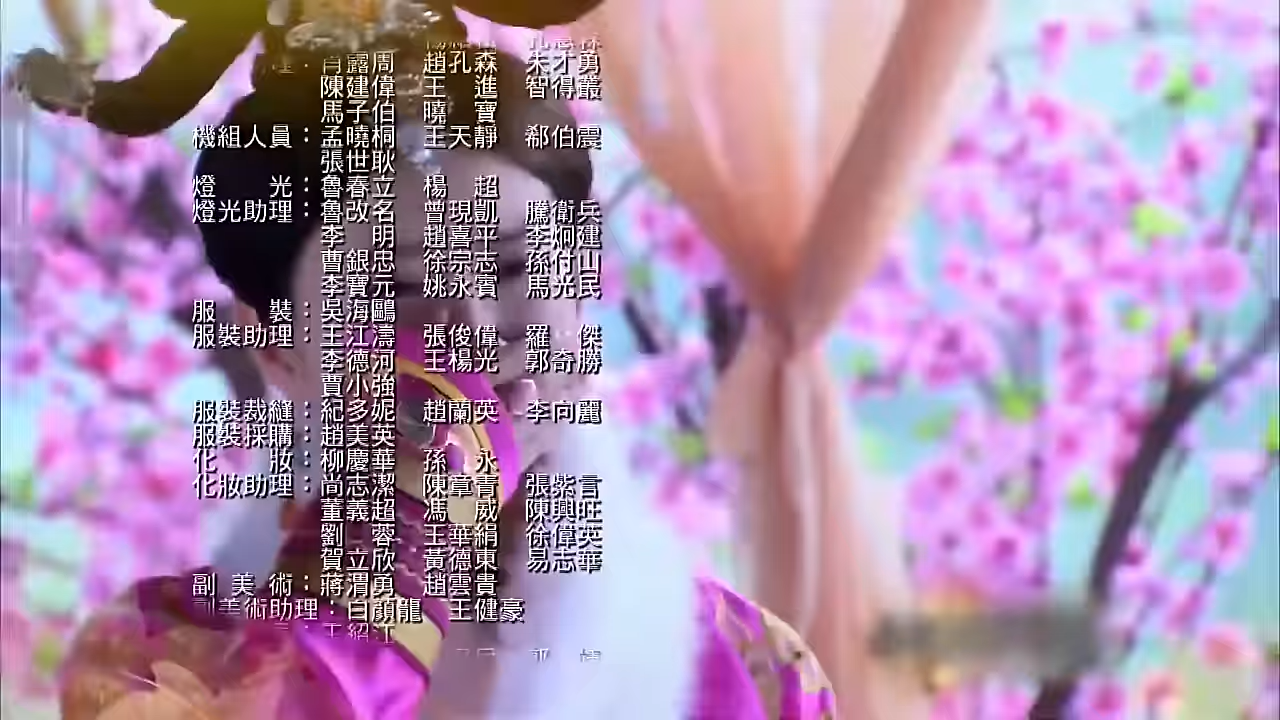 肖露周 趙孔森 朱才勇
陳建偉 王 進 智得叢
馬子伯 曉 寶
機組人員：孟曉桐 王天靜 郗伯震
張世耿
燈 光：魯春立 楊 超
燈光助理：魯改名 曾現凱 騰衛兵
李 明 趙喜平 李炯建
曹銀忠 徐宗志 孫付山
李寶元 姚永賓 馬光民
服 裝：吳海鷗
服裝助理：王江濤 張俊偉 羅 傑
李德河 王楊光 郭奇勝
賈小強
服裝裁縫：紀多妮 趙蘭英 李向麗
服裝採購：趙美英
化 妝：柳慶華 孫 永
化妝助理：尚志潔 陳章菁 張紫言
董義超 馮 威 陳興旺
劉 蓉 王華絹 徐偉英
賀立欣 黃德東 易志華
副 美 術：蔣渭勇 趙雲貴
副美術助理：白顏龍 王健豪
王紹江